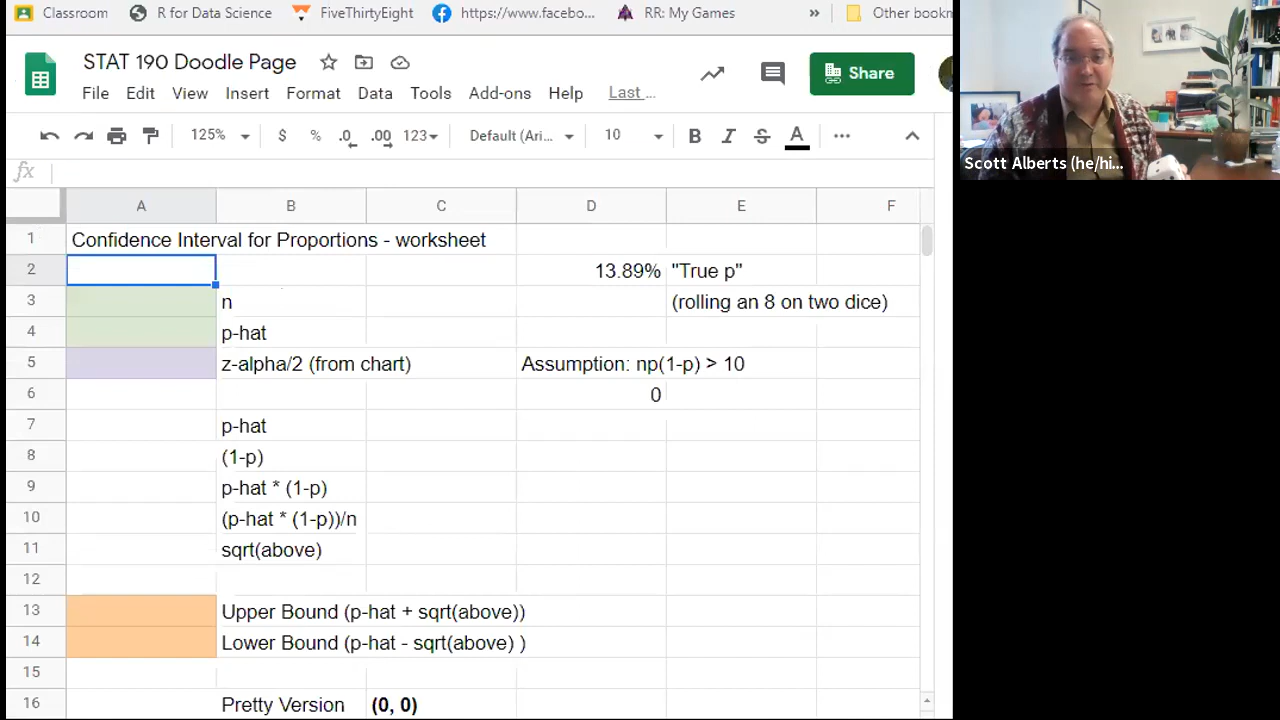 Classroom R for Data Science FiveThirtyEight https://www.facebo... RR: My Games » Other bookm
STAT 190 Doodle Page
Share
File Edit View Insert Format Data Tools Add-ons Help Last ...
125% $ % .0 .00 123 Default (Ari... 10 B I S A ...
fx
A B C D E F
1 Confidence Interval for Proportions - worksheet
2 13.89% "True p"
3 n (rolling an 8 on two dice)
4 p-hat
5 z-alpha/2 (from chart) Assumption: np(1-p) > 10
6 0
7 p-hat
8 (1-p)
9 p-hat * (1-p)
10 (p-hat * (1-p))/n
11 sqrt(above)
12
13 Upper Bound (p-hat + sqrt(above))
14 Lower Bound (p-hat - sqrt(above) )
15
16 Pretty Version (0, 0)
Scott Alberts (he/hi...